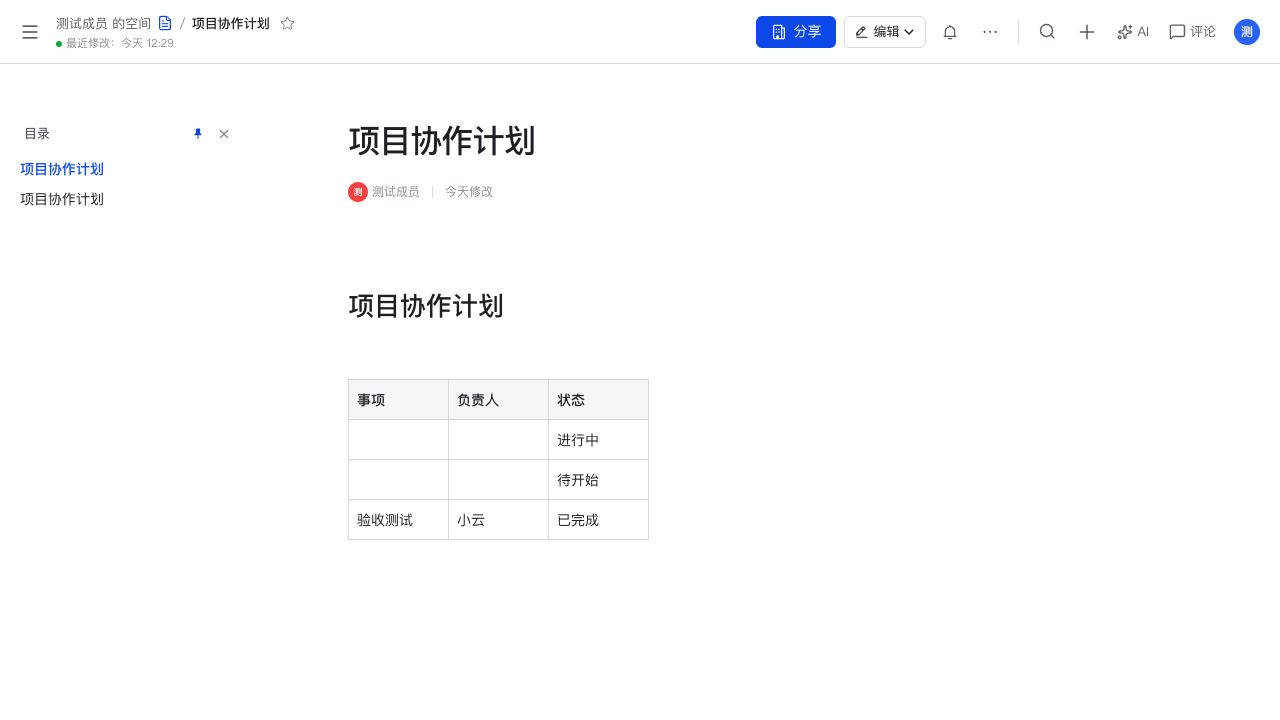 测试成员 的空间 / 项目协作计划
最近修改：今天 12:29
分享
编辑
AI
评论
测
目录
项目协作计划
项目协作计划
项目协作计划
测 测试成员 今天修改
项目协作计划
事项 负责人 状态
进行中
待开始
验收测试 小云 已完成